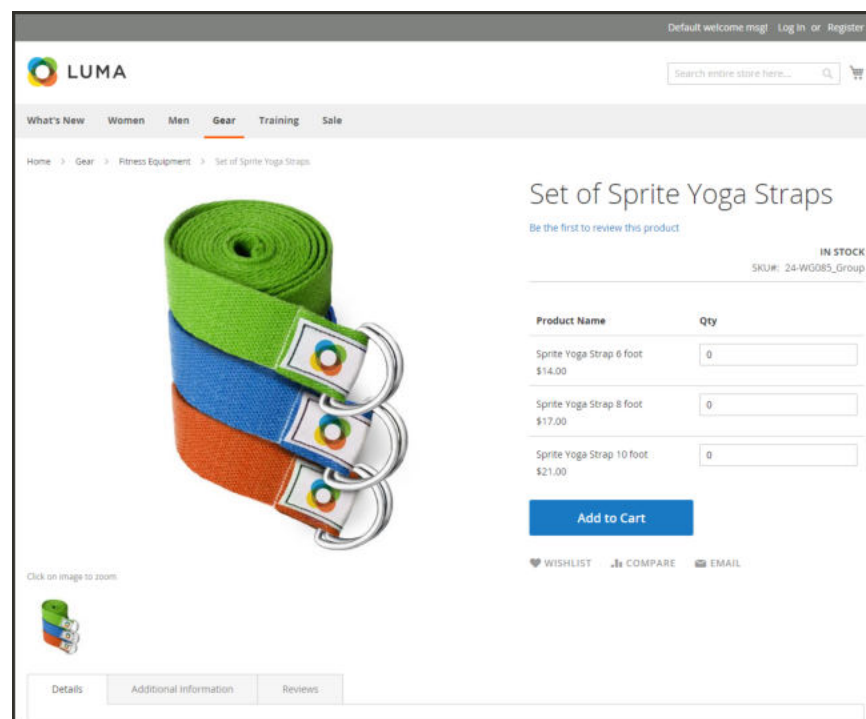 Default welcome msg! Log In or Register
LUMA
Search entire store here...
What's New Women Men Gear Training Sale
Home > Gear > Fitness Equipment > Set of Sprite Yoga Straps
Set of Sprite Yoga Straps
Be the first to review this product
IN STOCK
SKU#: 24-WG085_Group
Product Name Qty
Sprite Yoga Strap 6 foot
$14.00
0
Sprite Yoga Strap 8 foot
$17.00
0
Sprite Yoga Strap 10 foot
$21.00
0
Add to Cart
WISHLIST COMPARE EMAIL
Click on image to zoom
Details Additional Information Reviews